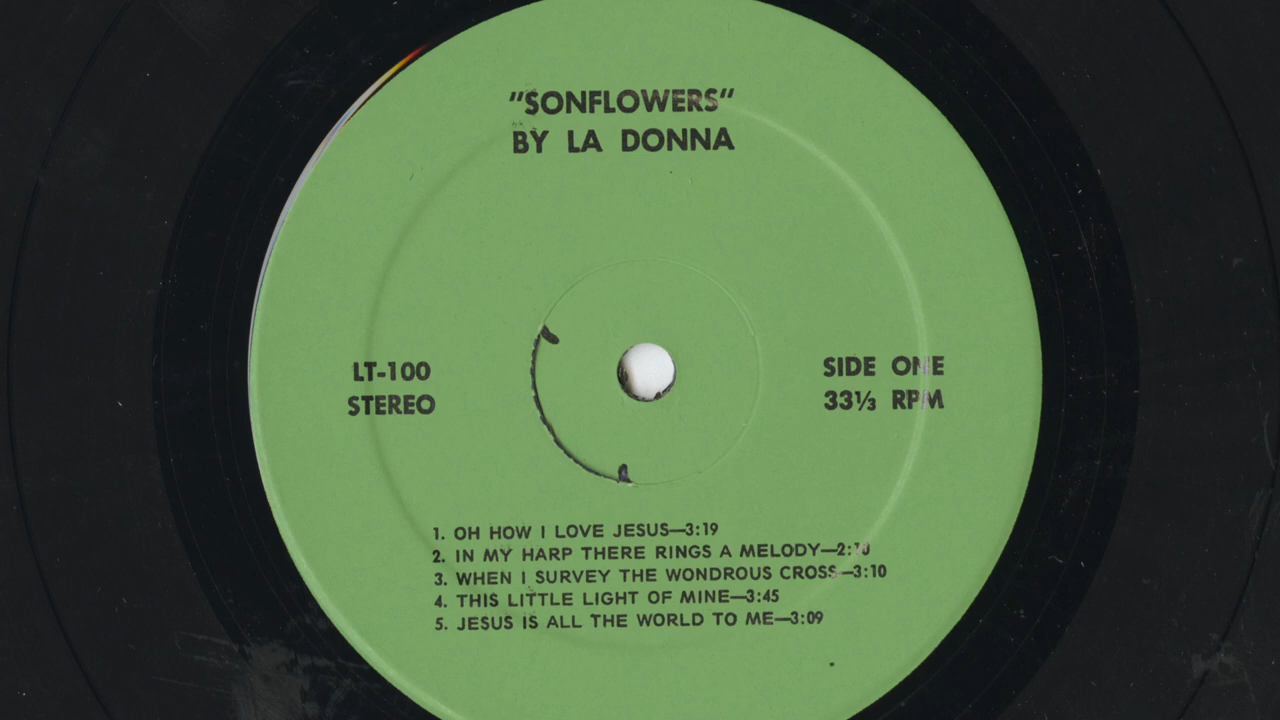 "SONFLOWERS"
BY LA DONNA
LT-100
STEREO
SIDE ONE
33⅓ RPM
1. OH HOW I LOVE JESUS—3:19
2. IN MY HARP THERE RINGS A MELODY
3. WHEN I SURVEY THE WONDROUS CROSS—3:10
4. THIS LITTLE LIGHT OF MINE—3:45
5. JESUS IS ALL THE WORLD TO ME—3:09